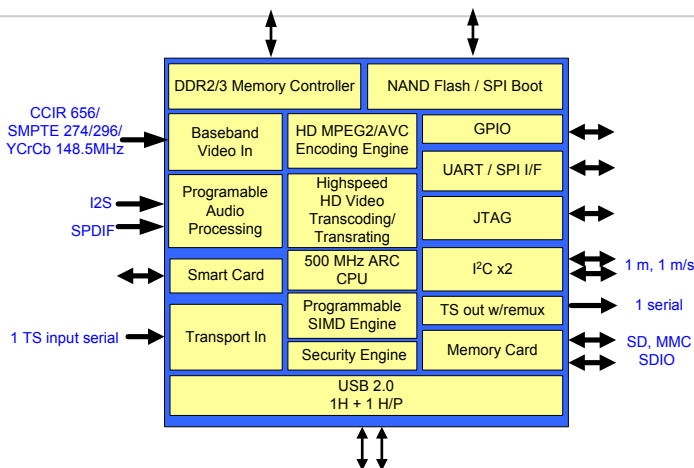 DDR2/3 Memory Controller
NAND Flash / SPI Boot
CCIR 656/
SMPTE 274/296/
YCrCb 148.5MHz
Baseband
Video In
HD MPEG2/AVC
Encoding Engine
GPIO
UART / SPI I/F
I2S
SPDIF
Programable
Audio
Processing
Highspeed
HD Video
Transcoding/
Transrating
JTAG
Smart Card
500 MHz ARC
CPU
I²C x2
1 m, 1 m/s
1 TS input serial
Transport In
Programmable
SIMD Engine
TS out w/remux
1 serial
Security Engine
Memory Card
SD, MMC
SDIO
USB 2.0
1H + 1 H/P